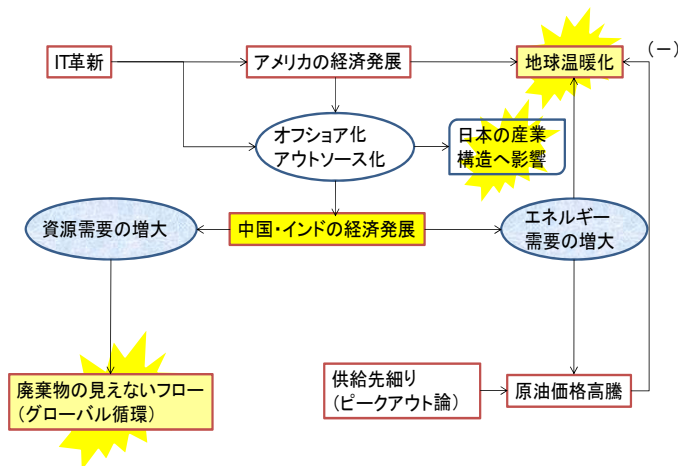 IT革新
アメリカの経済発展
地球温暖化
(－)
オフショア化
アウトソース化
日本の産業
構造へ影響
資源需要の増大
中国・インドの経済発展
エネルギー
需要の増大
廃棄物の見えないフロー
(グローバル循環)
供給先細り
(ピークアウト論)
原油価格高騰